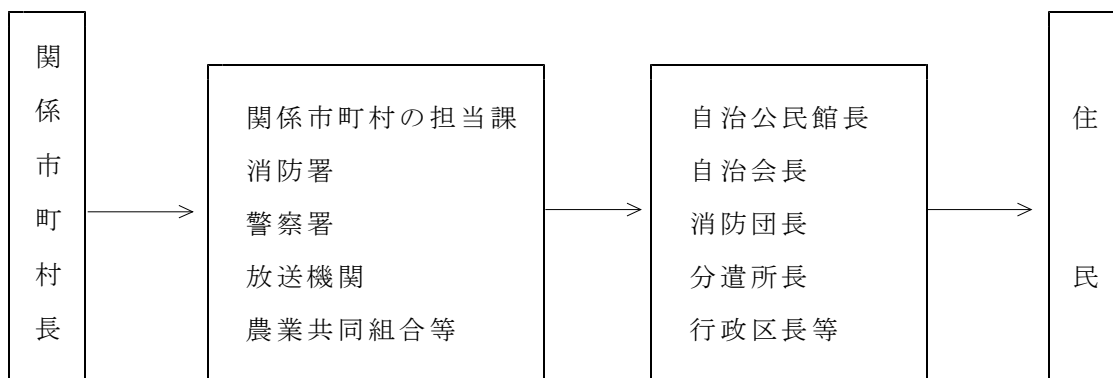 関係市町村長
関係市町村の担当課
消防署
警察署
放送機関
農業共同組合等
自治公民館長
自治会長
消防団長
分遣所長
行政区長等
住民